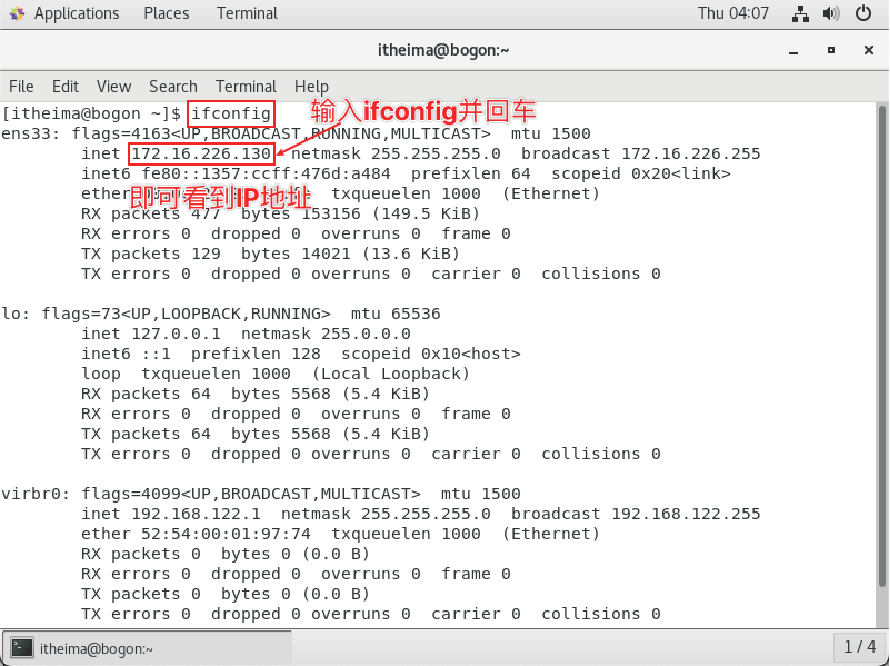 Applications Places Terminal Thu 04:07
itheima@bogon:~
File Edit View Search Terminal Help
[itheima@bogon ~]$ ifconfig
输入ifconfig并回车
ens33: flags=4163<UP,BROADCAST,RUNNING,MULTICAST> mtu 1500
inet 172.16.226.130 netmask 255.255.255.0 broadcast 172.16.226.255
inet6 fe80::1357:ccff:476d:a484 prefixlen 64 scopeid 0x20<link>
ether txqueuelen 1000 (Ethernet)
即可看到IP地址
RX packets 477 bytes 153156 (149.5 KiB)
RX errors 0 dropped 0 overruns 0 frame 0
TX packets 129 bytes 14021 (13.6 KiB)
TX errors 0 dropped 0 overruns 0 carrier 0 collisions 0
lo: flags=73<UP,LOOPBACK,RUNNING> mtu 65536
inet 127.0.0.1 netmask 255.0.0.0
inet6 ::1 prefixlen 128 scopeid 0x10<host>
loop txqueuelen 1000 (Local Loopback)
RX packets 64 bytes 5568 (5.4 KiB)
RX errors 0 dropped 0 overruns 0 frame 0
TX packets 64 bytes 5568 (5.4 KiB)
TX errors 0 dropped 0 overruns 0 carrier 0 collisions 0
virbr0: flags=4099<UP,BROADCAST,MULTICAST> mtu 1500
inet 192.168.122.1 netmask 255.255.255.0 broadcast 192.168.122.255
ether 52:54:00:01:97:74 txqueuelen 1000 (Ethernet)
RX packets 0 bytes 0 (0.0 B)
RX errors 0 dropped 0 overruns 0 frame 0
TX packets 0 bytes 0 (0.0 B)
TX errors 0 dropped 0 overruns 0 carrier 0 collisions 0
itheima@bogon:~ 1 / 4